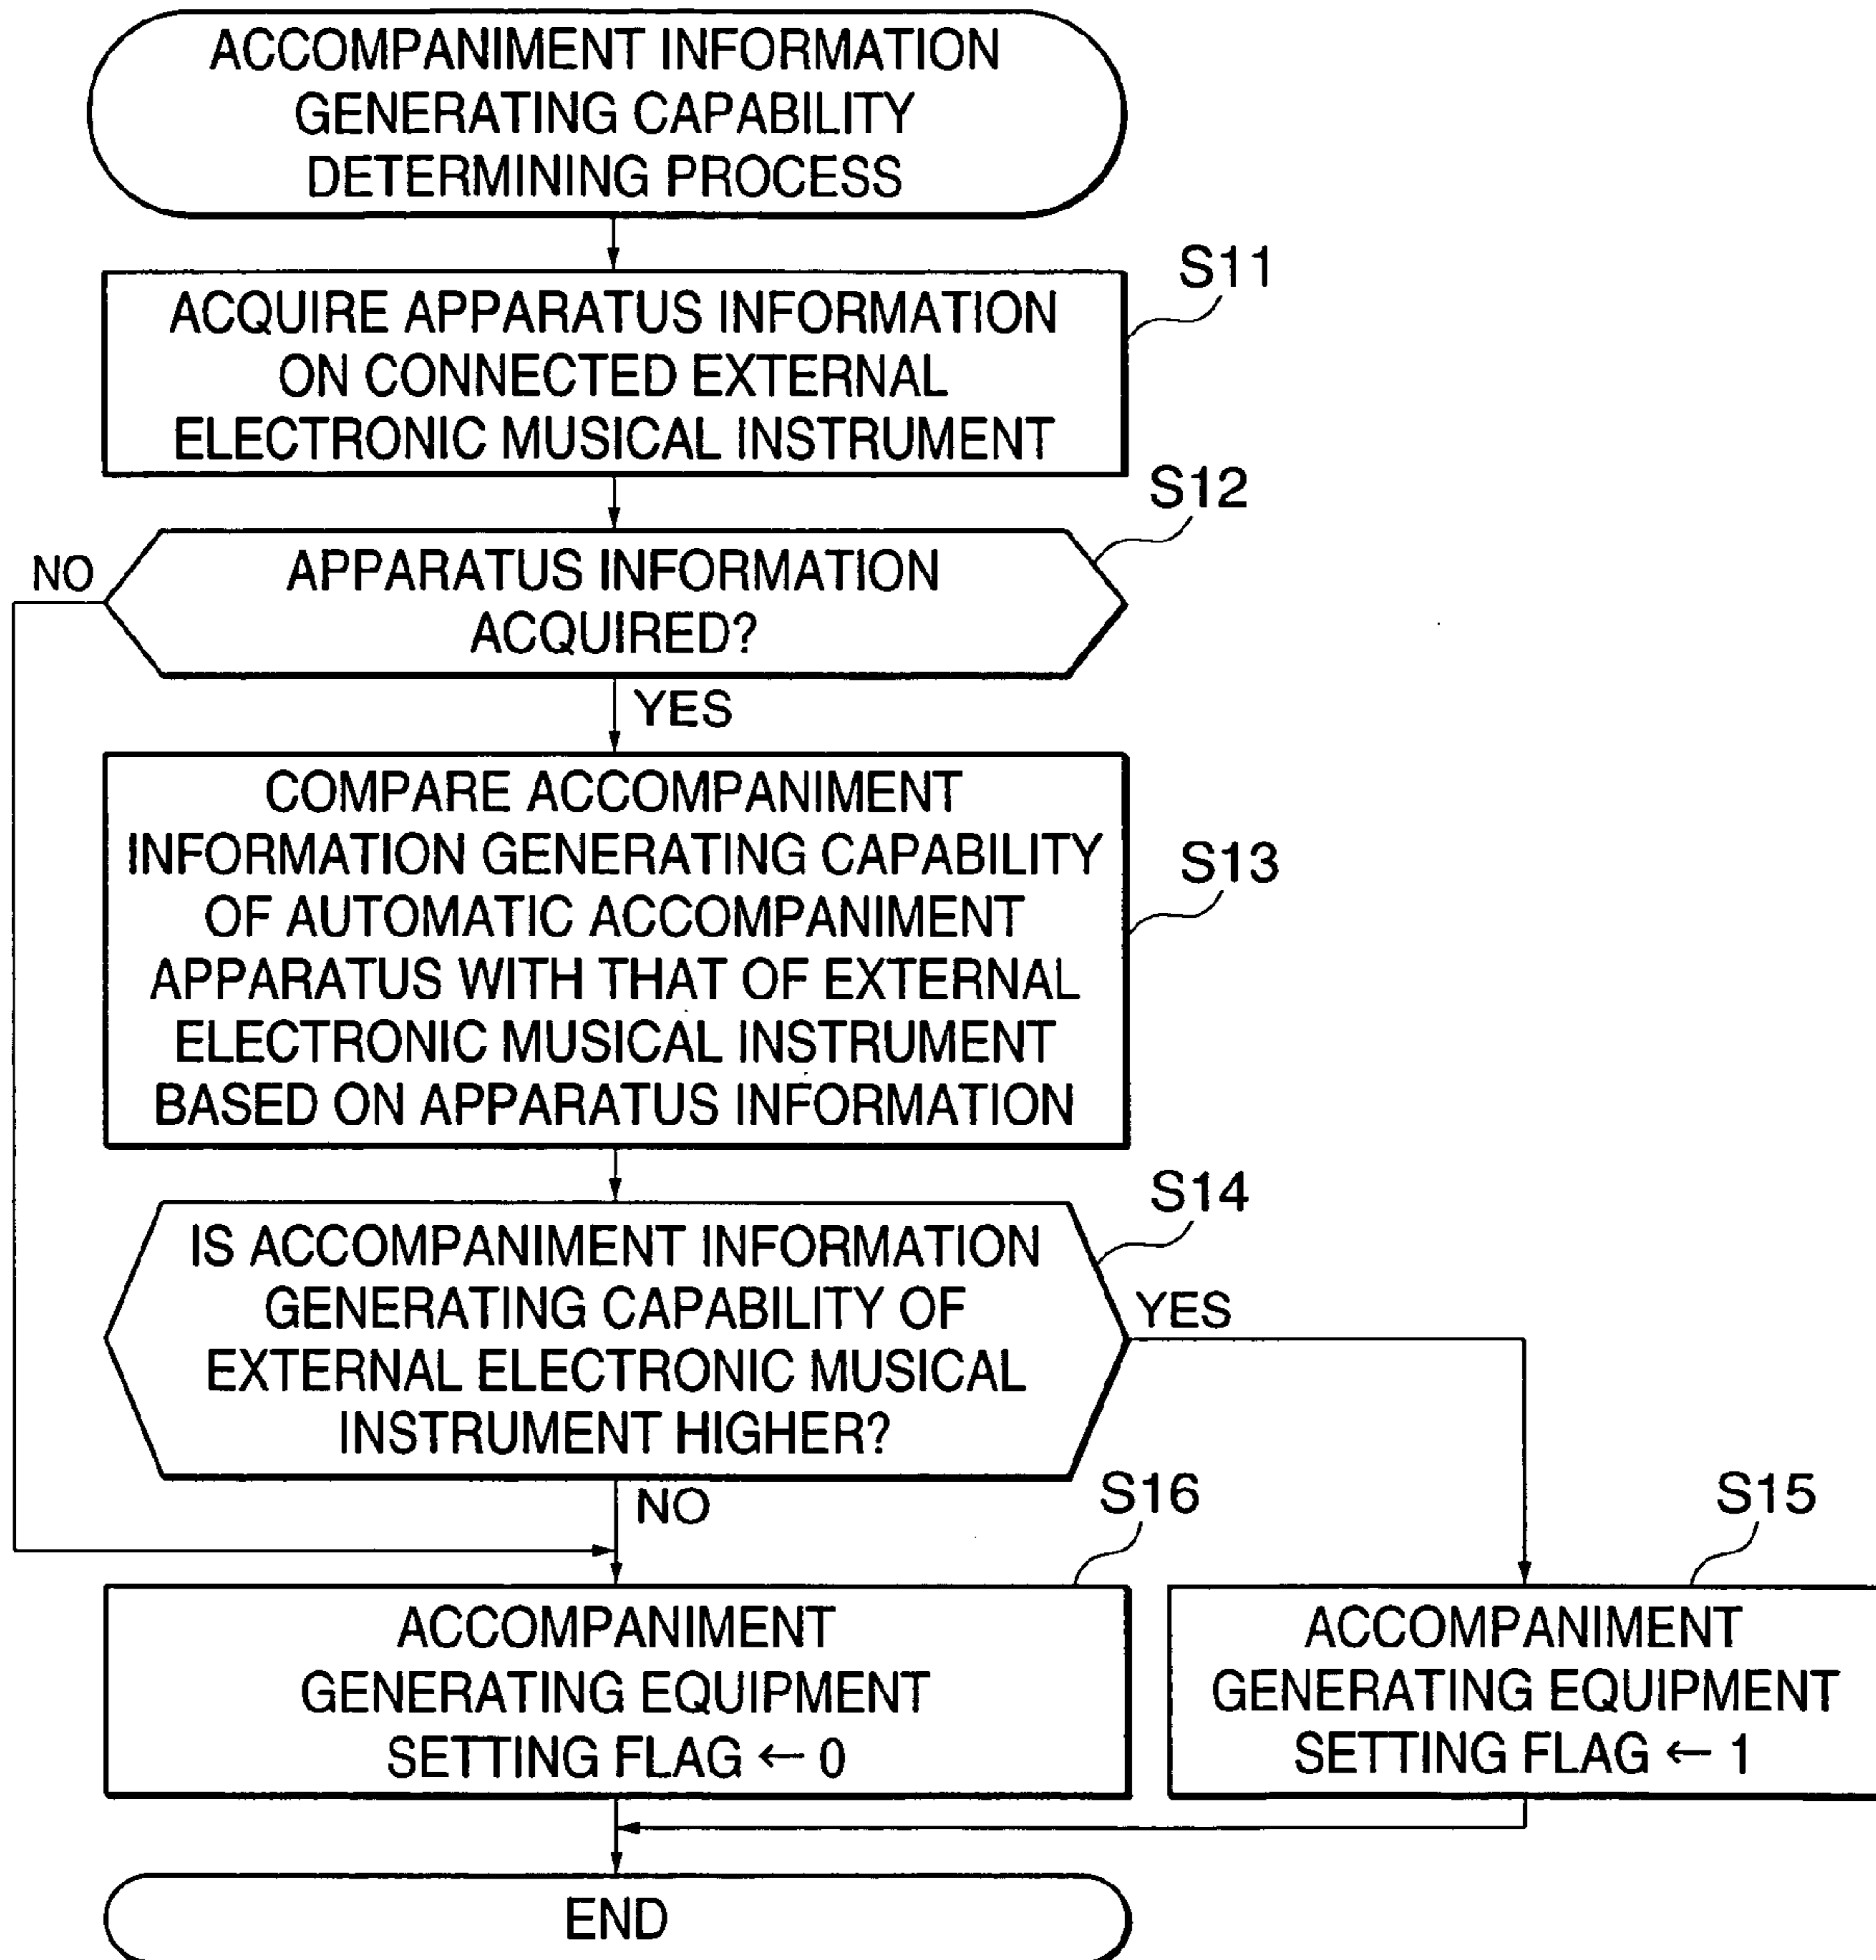 ACCOMPANIMENT INFORMATION
GENERATING CAPABILITY
DETERMINING PROCESS
S11
ACQUIRE APPARATUS INFORMATION
ON CONNECTED EXTERNAL
ELECTRONIC MUSICAL INSTRUMENT
S12
NO
APPARATUS INFORMATION
ACQUIRED?
YES
S13
COMPARE ACCOMPANIMENT
INFORMATION GENERATING CAPABILITY
OF AUTOMATIC ACCOMPANIMENT
APPARATUS WITH THAT OF EXTERNAL
ELECTRONIC MUSICAL INSTRUMENT
BASED ON APPARATUS INFORMATION
S14
IS ACCOMPANIMENT INFORMATION
GENERATING CAPABILITY OF
EXTERNAL ELECTRONIC MUSICAL
INSTRUMENT HIGHER?
YES
NO
S16
ACCOMPANIMENT
GENERATING EQUIPMENT
SETTING FLAG ← 0
S15
ACCOMPANIMENT
GENERATING EQUIPMENT
SETTING FLAG ← 1
END